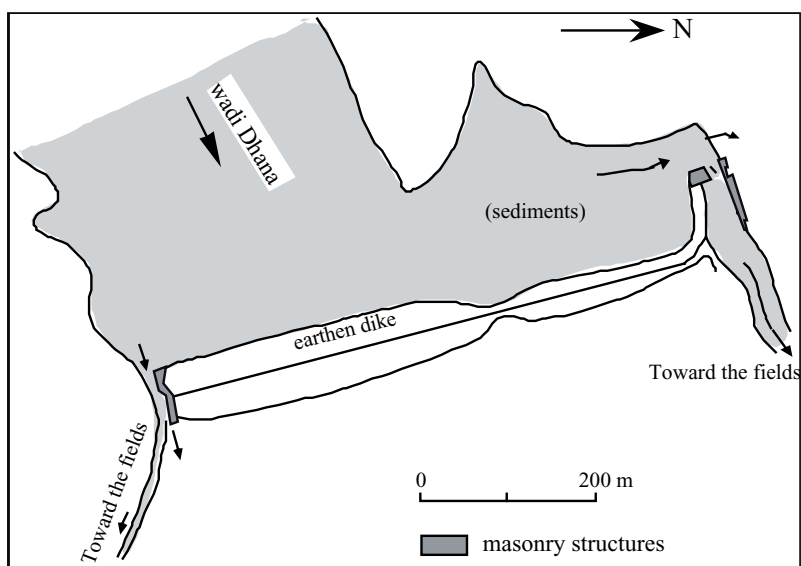 N
wadi Dhana
(sediments)
earthen dike
Toward the fields
Toward the fields
0 200 m
masonry structures